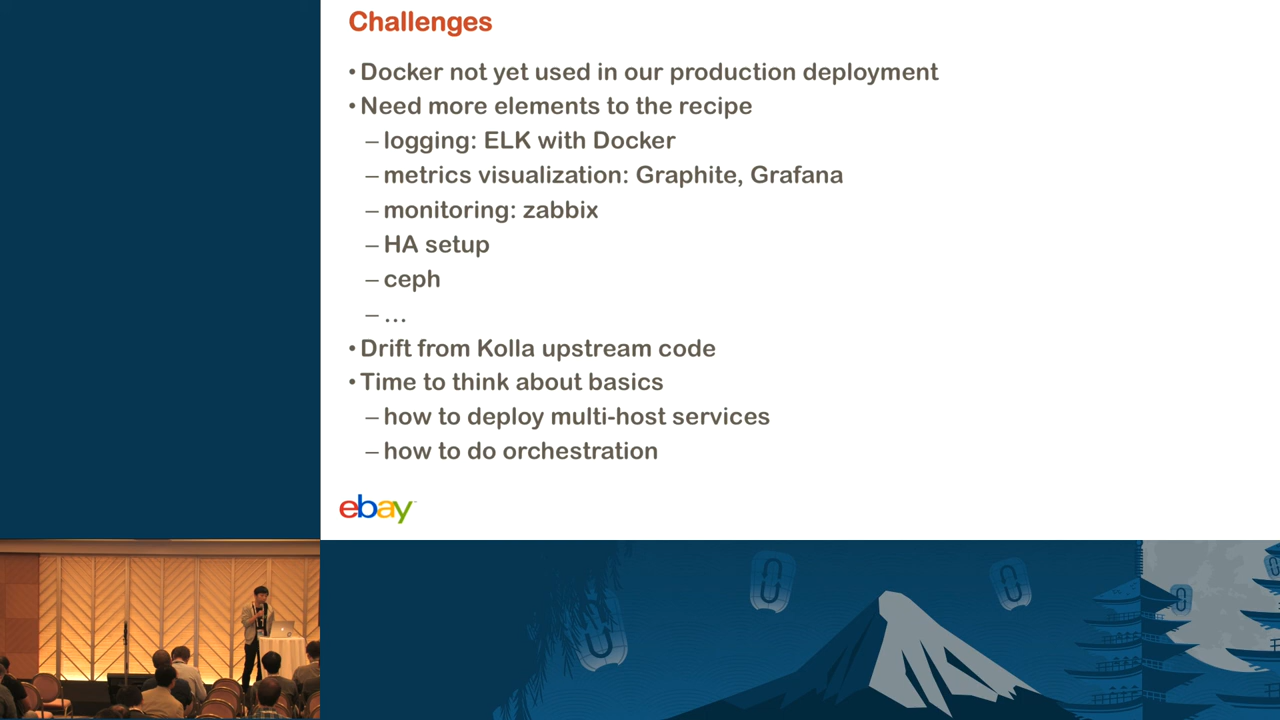 Challenges
• Docker not yet used in our production deployment
• Need more elements to the recipe
– logging: ELK with Docker
– metrics visualization: Graphite, Grafana
– monitoring: zabbix
– HA setup
– ceph
– …
• Drift from Kolla upstream code
• Time to think about basics
– how to deploy multi-host services
– how to do orchestration
ebay™